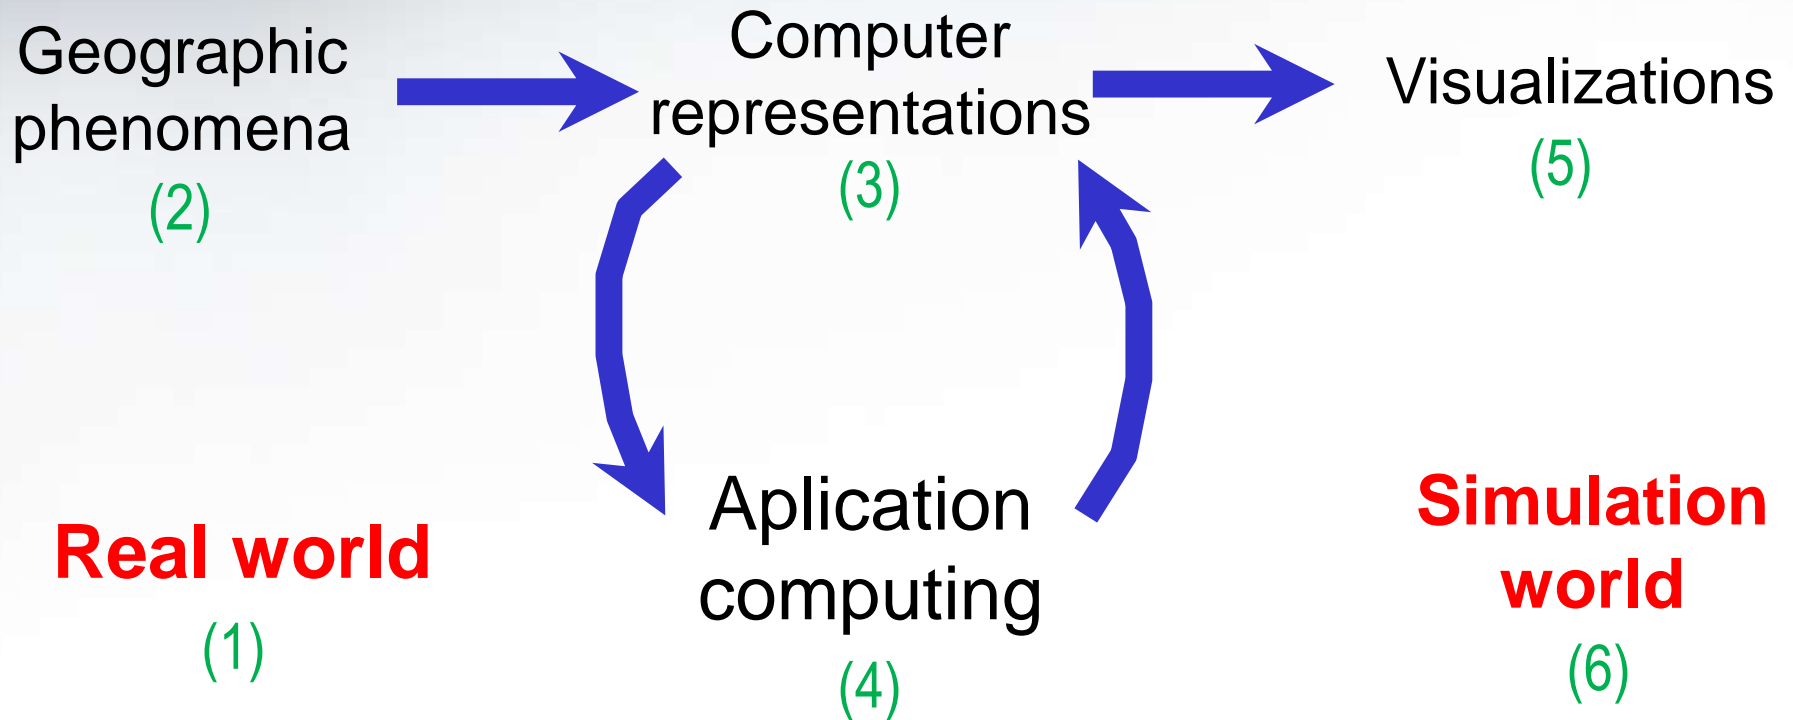 Geographic
phenomena
(2)
Computer
representations
(3)
Visualizations
(5)
Real world
(1)
Aplication
computing
(4)
Simulation
world
(6)